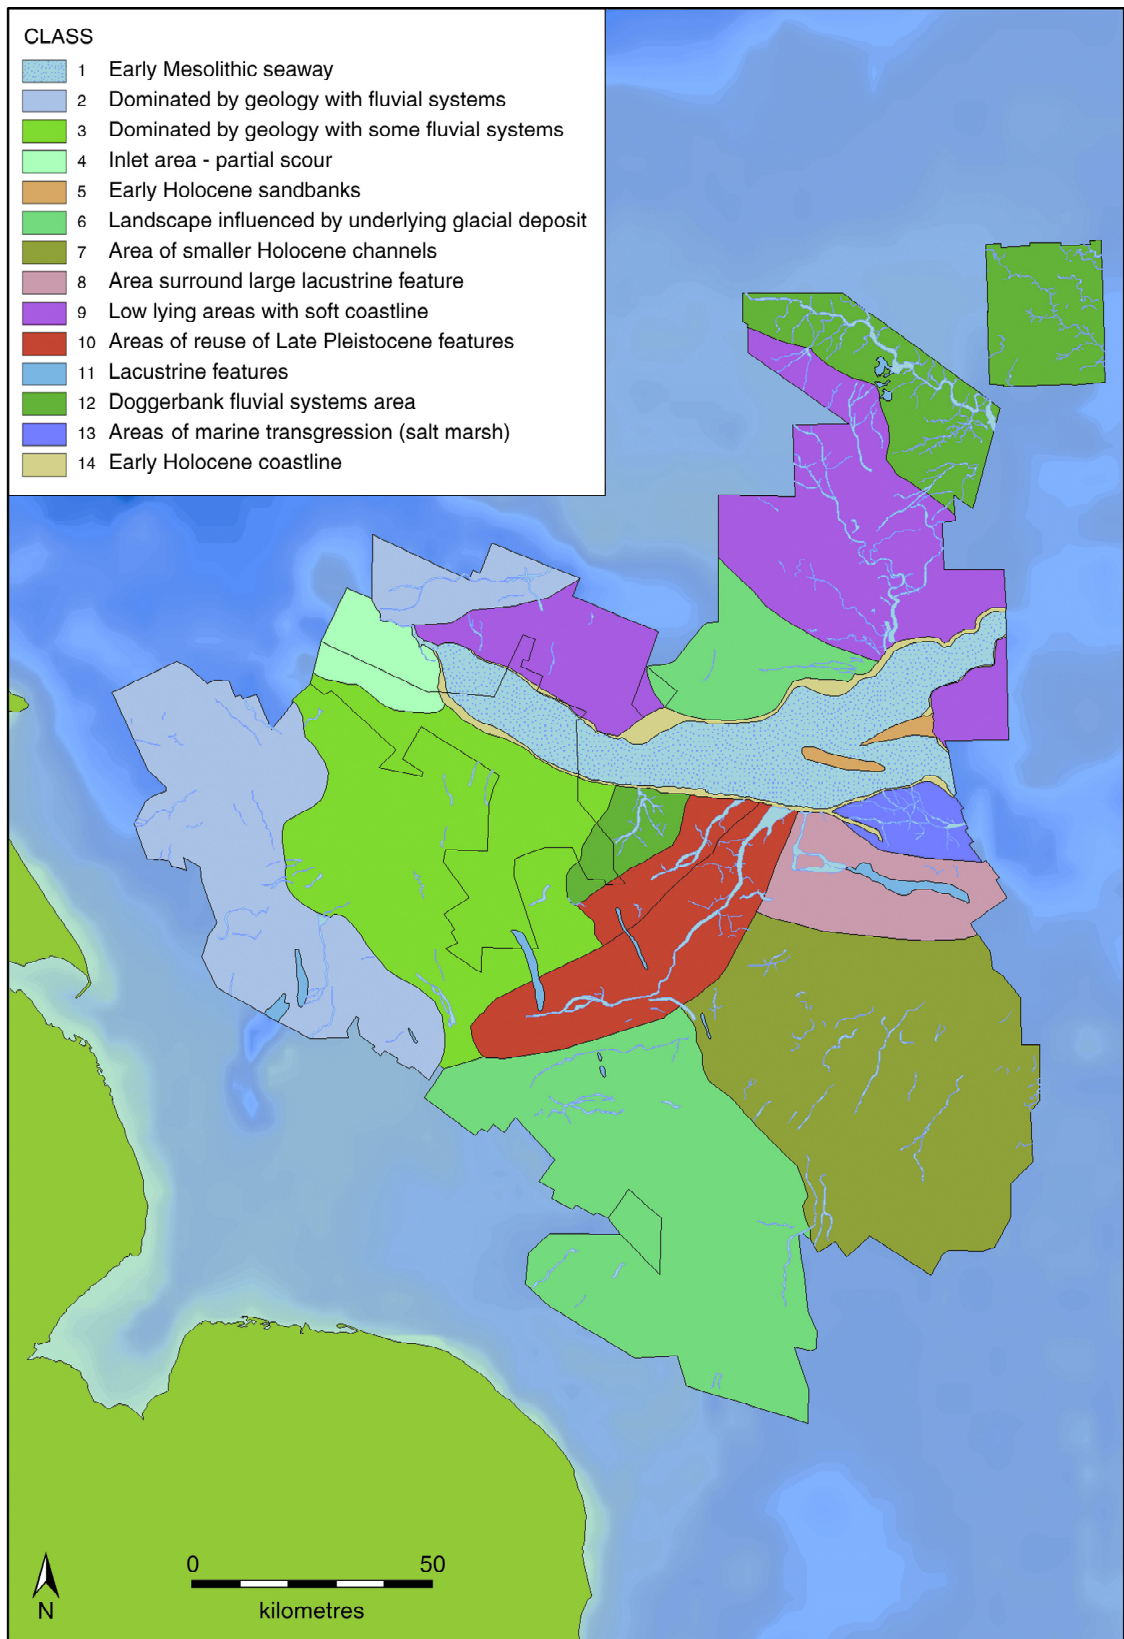 CLASS
1 Early Mesolithic seaway
2 Dominated by geology with fluvial systems
3 Dominated by geology with some fluvial systems
4 Inlet area - partial scour
5 Early Holocene sandbanks
6 Landscape influenced by underlying glacial deposit
7 Area of smaller Holocene channels
8 Area surround large lacustrine feature
9 Low lying areas with soft coastline
10 Areas of reuse of Late Pleistocene features
11 Lacustrine features
12 Doggerbank fluvial systems area
13 Areas of marine transgression (salt marsh)
14 Early Holocene coastline
0 50
kilometres
N